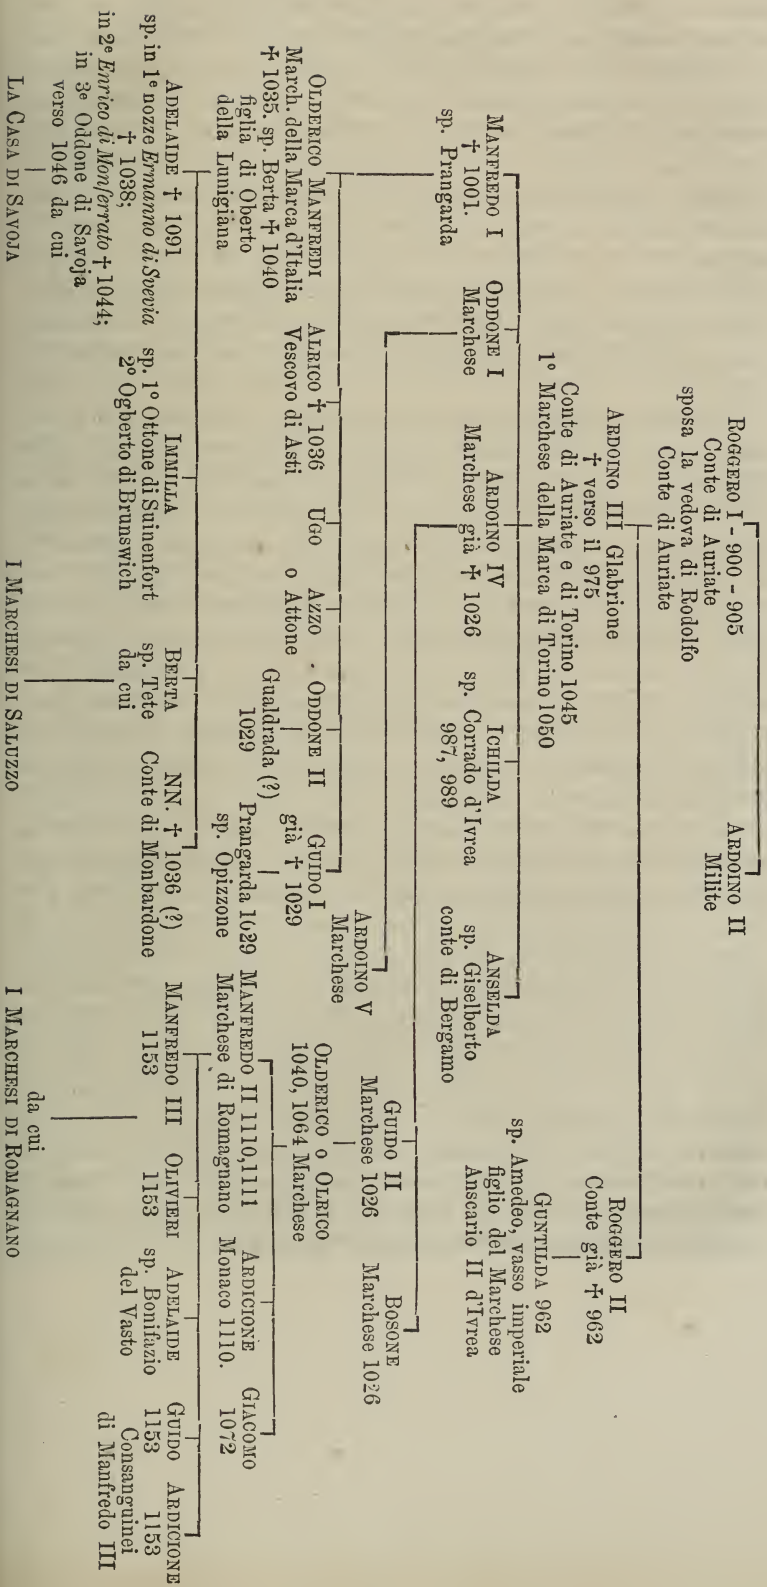 ROGGERO I - 900 - 905
Conte di Auriate
sposa la vedova di Rodolfo
Conte di Auriate
ARDOINO II
Milite
ARDOINO III Glabrione
† verso il 975
Conte di Auriate e di Torino 1045
1º Marchese della Marca di Torino 1050
ROGGERO II
Conte già † 962
GUNTILDA 962
sp. Amedeo, vasso imperiale
figlio del Marchese
Anscario II d'Ivrea
MANFREDO I
† 1001.
sp. Prangarda
ODDONE I
Marchese
ARDOINO IV
Marchese già † 1026
ICHILDA
sp. Corrado d'Ivrea
987, 989
ANSELDA
sp. Giselberto
conte di Bergamo
ARDOINO V
Marchese
GUIDO II
Marchese 1026
BOSONE
Marchese 1026
OLDERICO MANFREDI
March. della Marca d'Italia
† 1035. sp. Berta † 1040
figlia di Oberto
della Lunigiana
ALRICO † 1036
Vescovo di Asti
UGO
AZZO
o Attone
ODDONE II
Gualdrada (?)
1029
GUIDO I
già † 1029
Prangarda 1029
sp. Opizzone
OLDERICO O OLRICO
1040, 1064 Marchese
MANFREDO II 1110,1111
Marchese di Romagnano
ARDICIONE
Monaco 1110.
GIACOMO
1072
ADELAIDE † 1091
sp. in 1e nozze Ermanno di Svevia
† 1038;
in 2e Enrico di Monferrato † 1044;
in 3e Oddone di Savoja
verso 1046 da cui
IMMILLA
sp. 1º Ottone di Suinenfort
2º Ogberto di Brunswich
BERTA
sp. Tete
da cui
NN. † 1036 (?)
Conte di Monbardone
MANFREDO III
1153
OLIVIERI
1153
ADELAIDE
sp. Bonifazio
del Vasto
GUIDO
1153
ARDICIONE
1153
Consanguinei
di Manfredo III
da cui
LA CASA DI SAVOJA
I MARCHESI DI SALUZZO
I MARCHESI DI ROMAGNANO